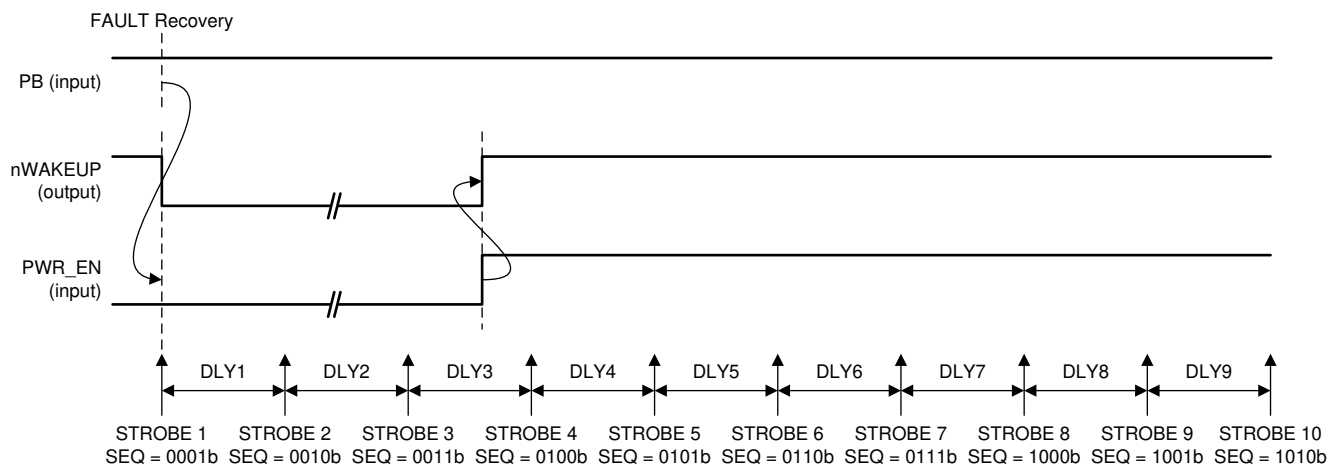 FAULT Recovery
PB (input)
nWAKEUP
(output)
PWR_EN
(input)
DLY1 DLY2 DLY3 DLY4 DLY5 DLY6 DLY7 DLY8 DLY9
STROBE 1 STROBE 2 STROBE 3 STROBE 4 STROBE 5 STROBE 6 STROBE 7 STROBE 8 STROBE 9 STROBE 10
SEQ = 0001b SEQ = 0010b SEQ = 0011b SEQ = 0100b SEQ = 0101b SEQ = 0110b SEQ = 0111b SEQ = 1000b SEQ = 1001b SEQ = 1010b